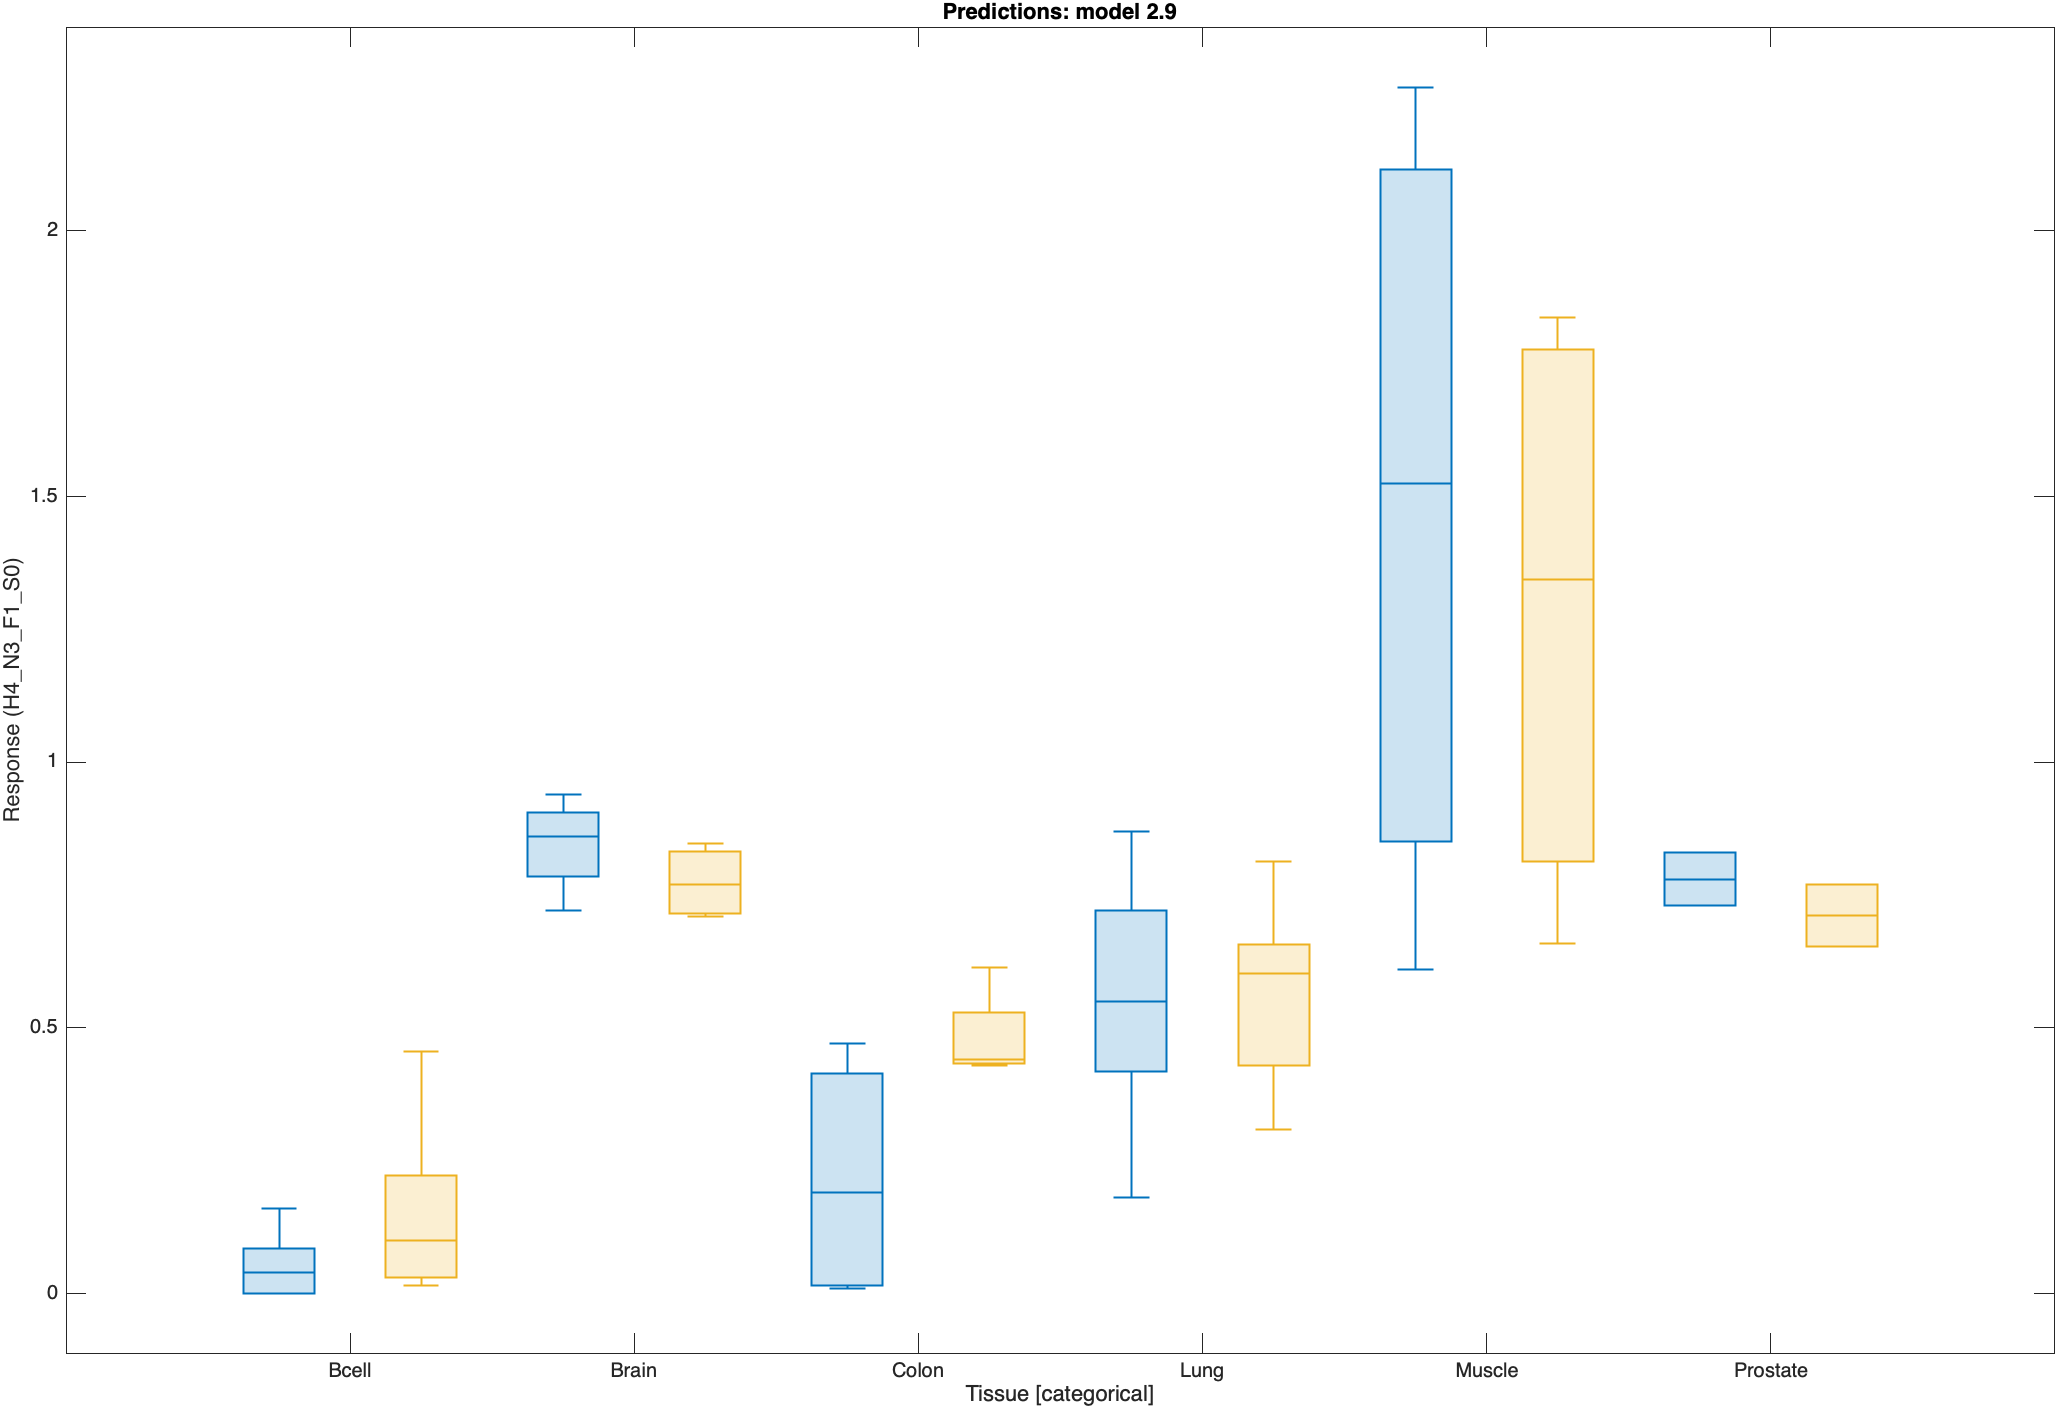 Predictions: model 2.9
Response (H4_N3_F1_S0)
2
1.5
1
0.5
0
Bcell Brain Colon Lung Muscle Prostate
Tissue [categorical]